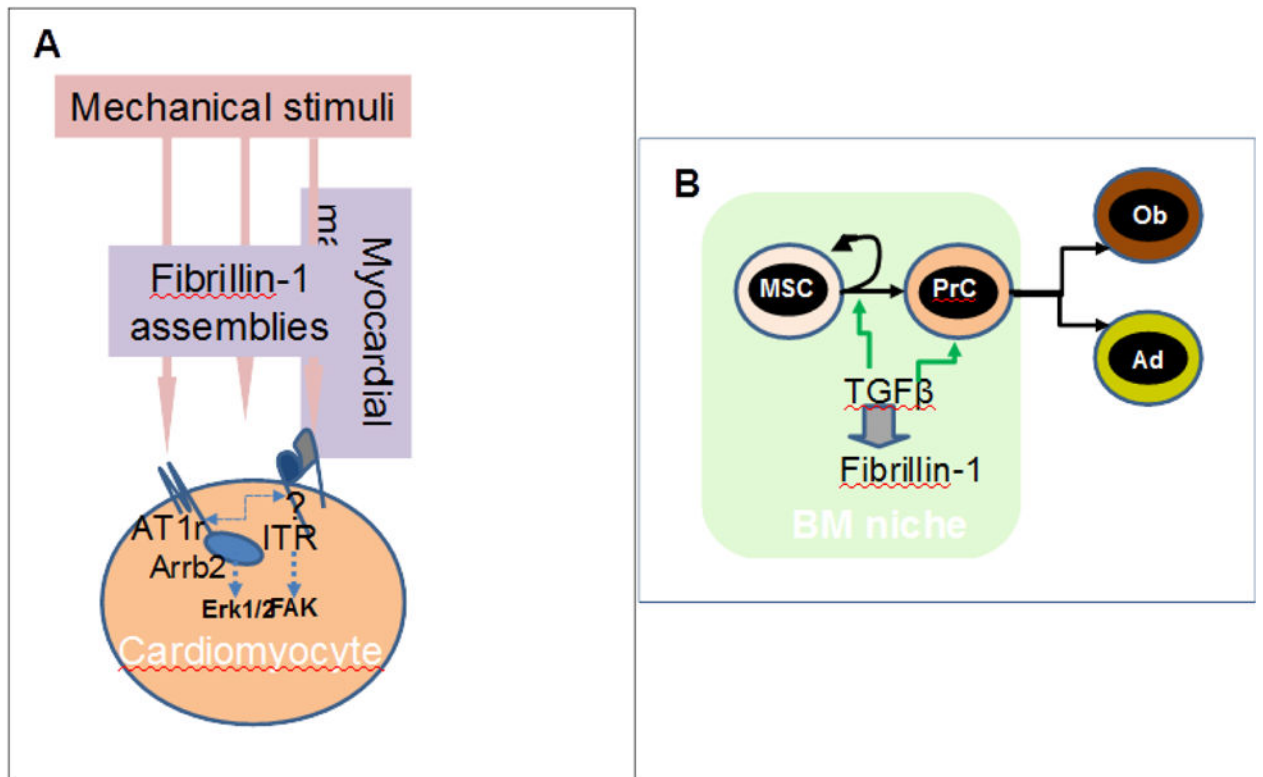 A
Mechanical stimuli
Fibrillin-1
assemblies
Myocardial
ma
?
AT1r
ITR
Arrb2
Erk1/2
FAK
Cardiomyocyte
B
MSC
PrC
Ob
Ad
TGFβ
Fibrillin-1
BM niche